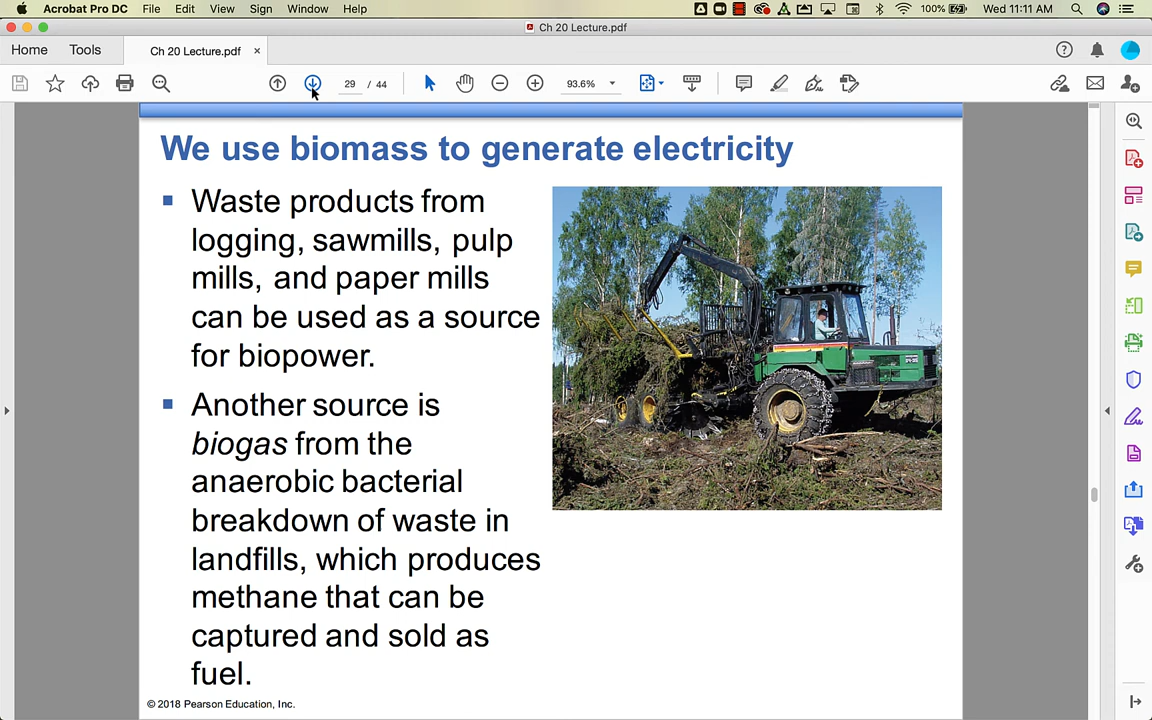 Acrobat Pro DC File Edit View Sign Window Help 100% Wed 11:11 AM
Ch 20 Lecture.pdf
Home Tools Ch 20 Lecture.pdf ×
29 / 44 93.6%
We use biomass to generate electricity
Waste products from
logging, sawmills, pulp
mills, and paper mills
can be used as a source
for biopower.
Another source is
biogas from the
anaerobic bacterial
breakdown of waste in
landfills, which produces
methane that can be
captured and sold as
fuel.
© 2018 Pearson Education, Inc.